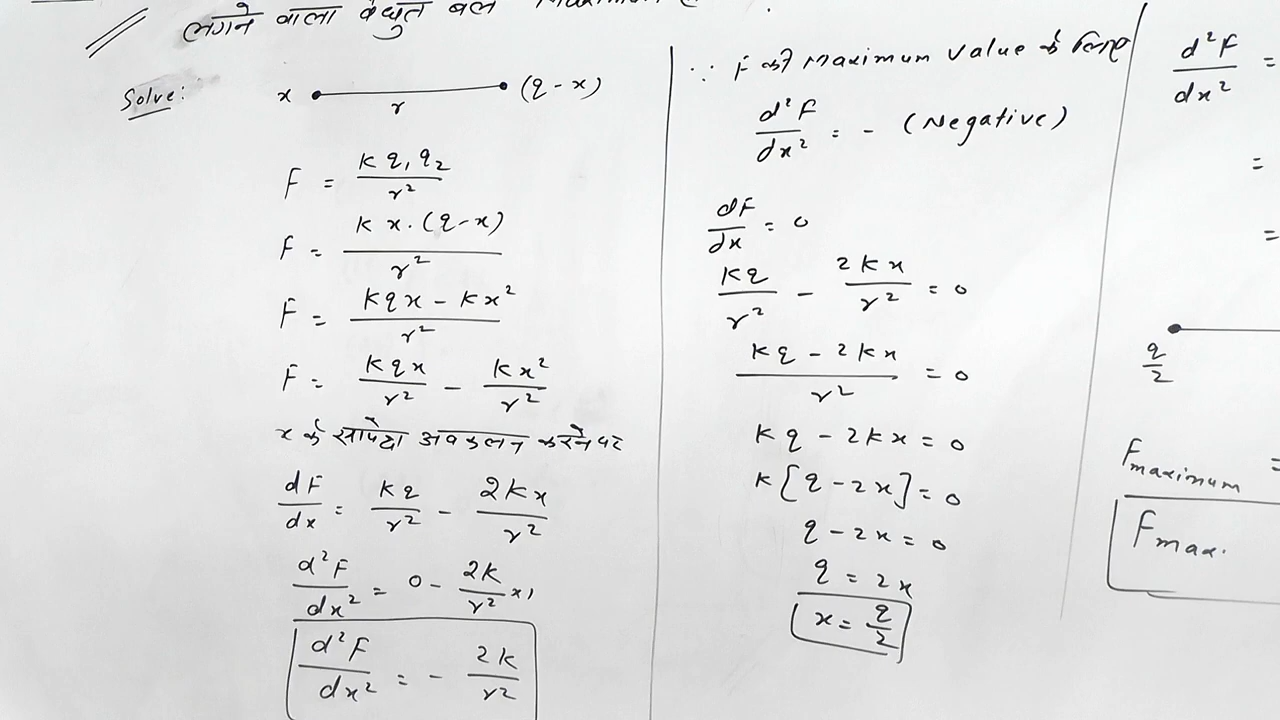 लगने वाला वैधुत बल
Solve:
x r (q - x)
F = kq₁q₂/r²
F = kx.(q-x)/r²
F = kqx - kx²/r²
F = kqx/r² - kx²/r²
x के सापेक्ष अवकलन करने पर
dF/dx = kq/r² - 2kx/r²
d²F/dx² = 0 - 2k/r² x1
d²F/dx² = - 2k/r²
∵ F की Maximum value के लिए
d²F/dx² = - (Negative)
dF/dx = 0
kq/r² - 2kx/r² = 0
kq - 2kx/r² = 0
kq - 2kx = 0
k[q - 2x] = 0
q - 2x = 0
q = 2x
x = q/2
d²F/dx² =
=
=
q/2
Fmaximum =
Fmax.